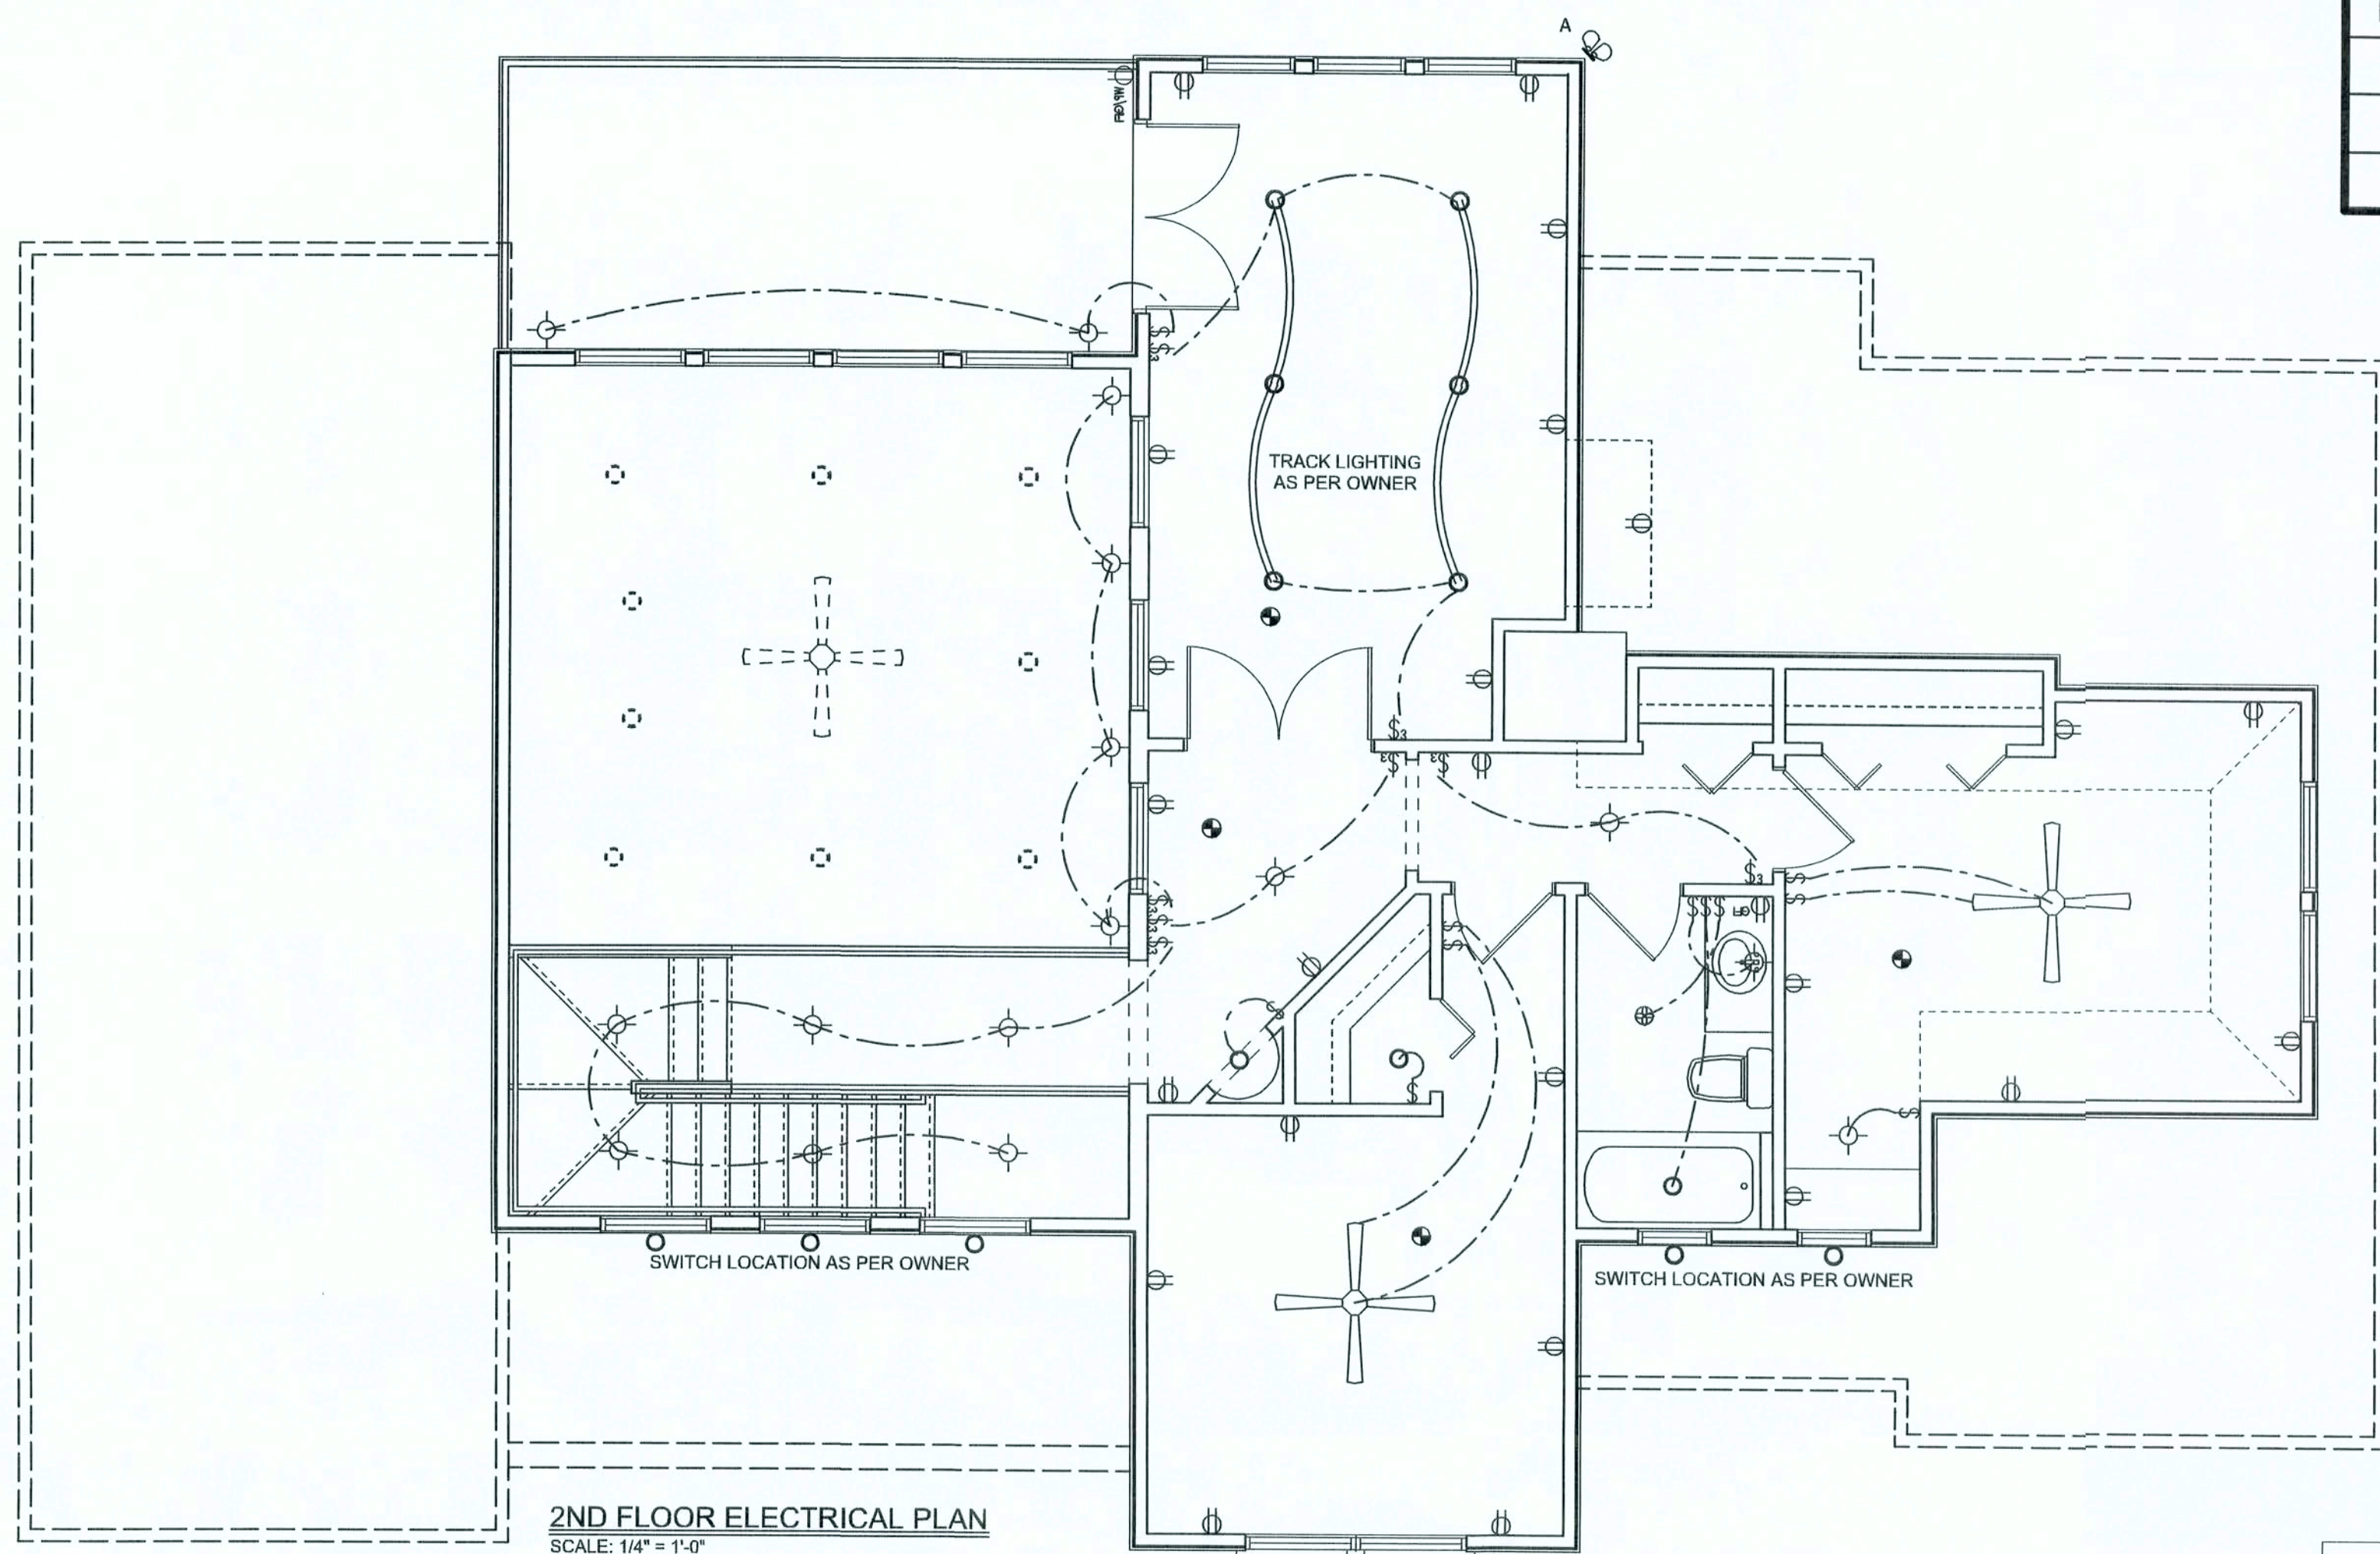 A
TRACK LIGHTING
AS PER OWNER
SWITCH LOCATION AS PER OWNER
SWITCH LOCATION AS PER OWNER
2ND FLOOR ELECTRICAL PLAN
SCALE: 1/4" = 1'-0"